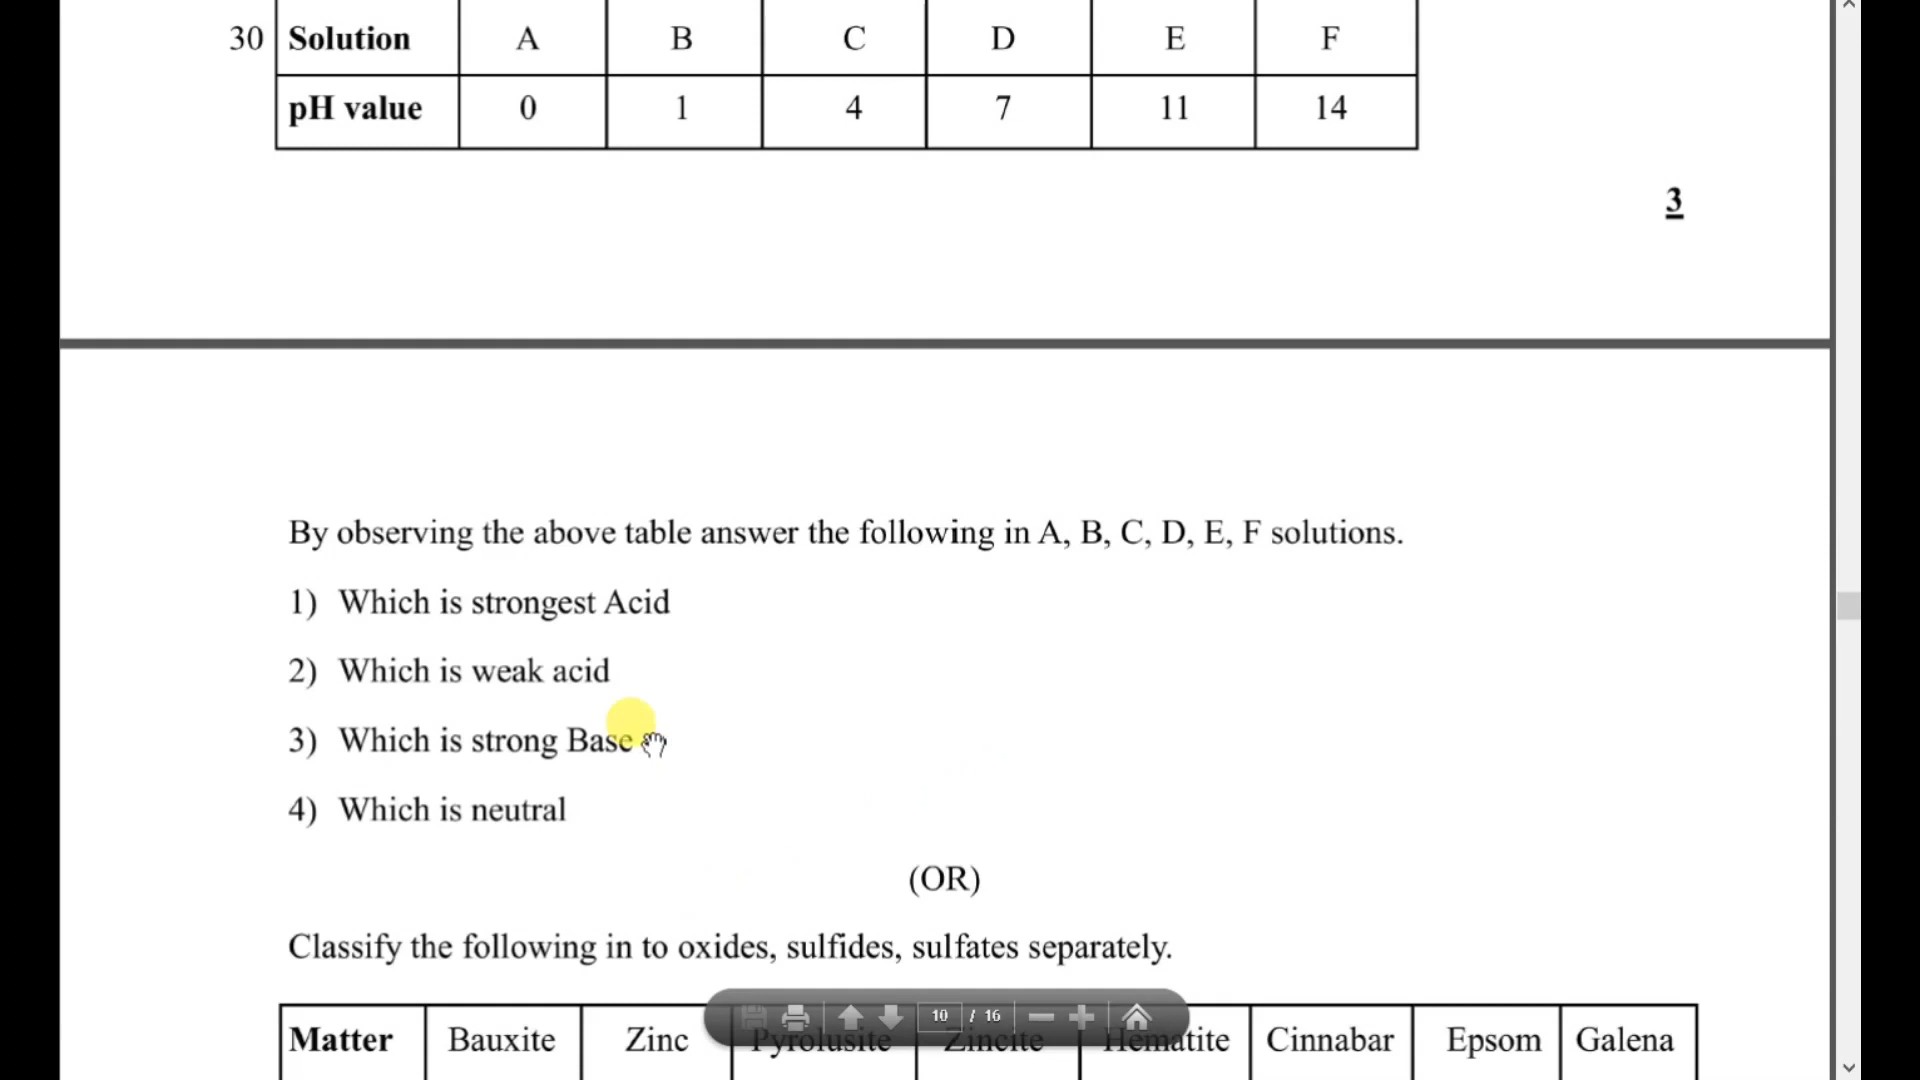 30 Solution A B C D E F
pH value 0 1 4 7 11 14
3
By observing the above table answer the following in A, B, C, D, E, F solutions.
1) Which is strongest Acid
2) Which is weak acid
3) Which is strong Base
4) Which is neutral
(OR)
Classify the following in to oxides, sulfides, sulfates separately.
10 / 16
Matter Bauxite Zinc Pyrolusite Zincite Hematite Cinnabar Epsom Galena